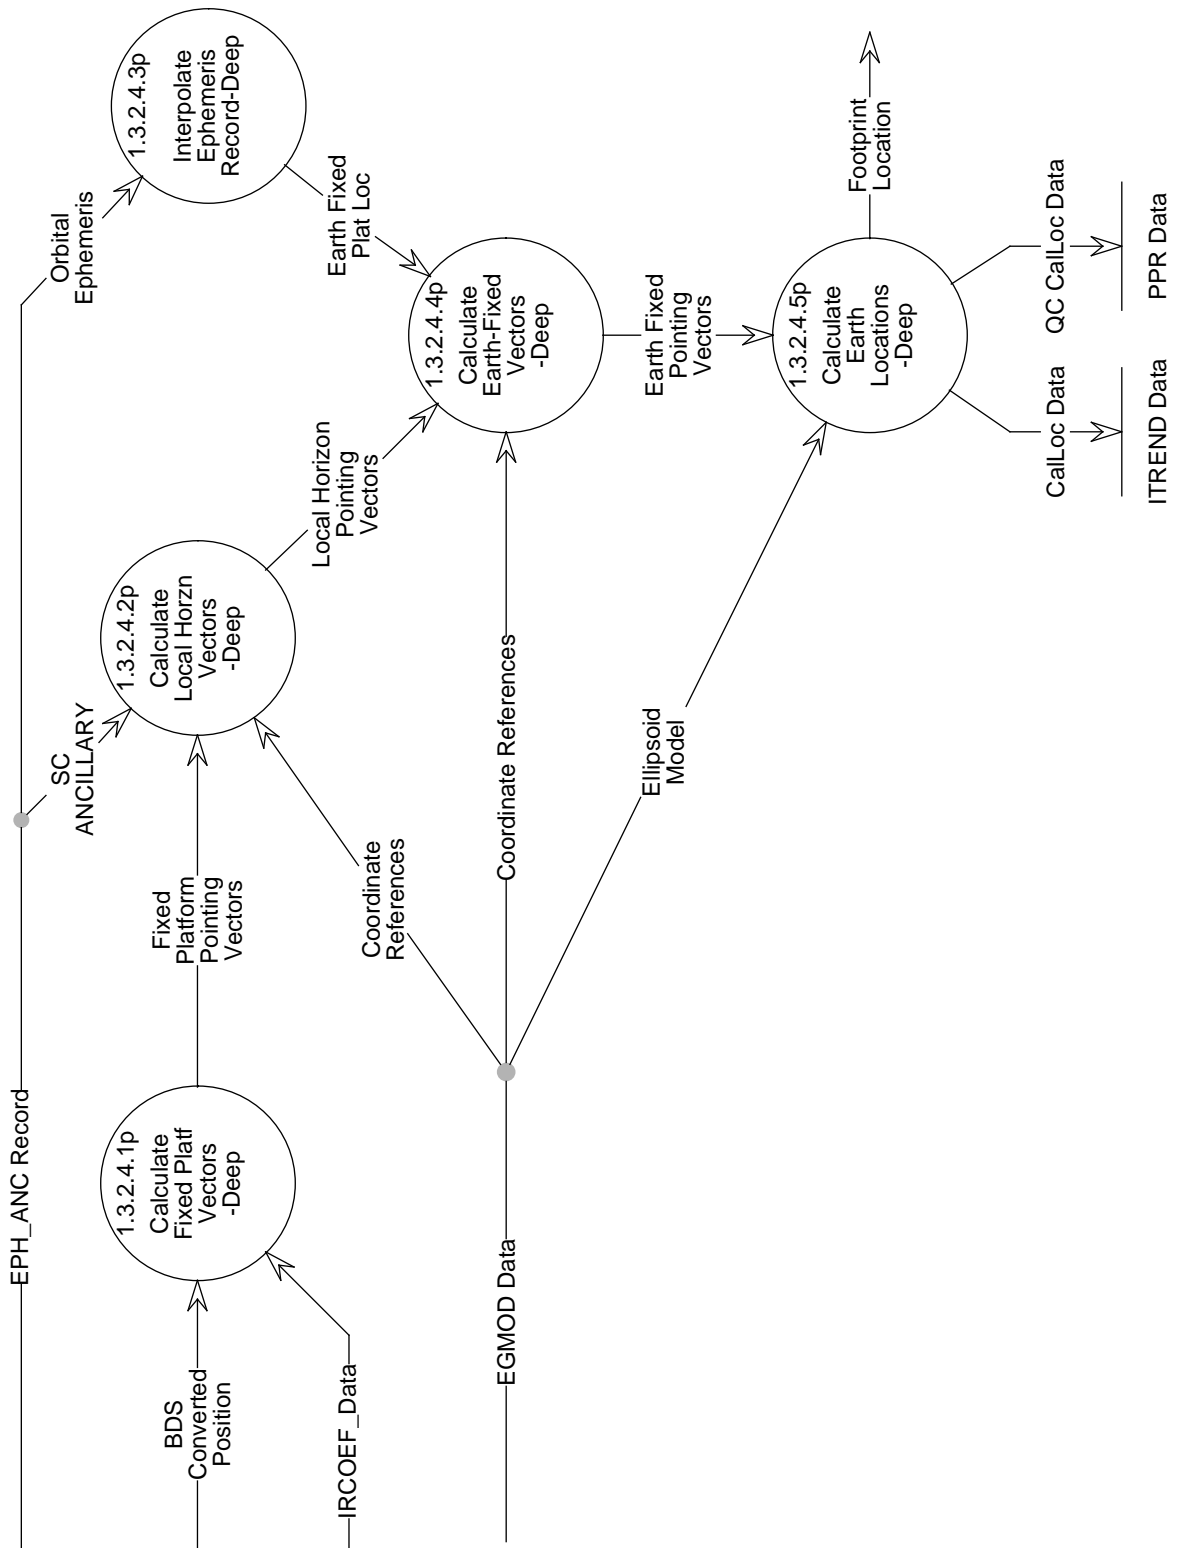 EPH_ANC Record
SC
ANCILLARY
Orbital
Ephemeris
1.3.2.4.3p
Interpolate
Ephemeris
Record-Deep
BDS
Converted
Position
1.3.2.4.1p
Calculate
Fixed Platf
Vectors
-Deep
Fixed
Platform
Pointing
Vectors
1.3.2.4.2p
Calculate
Local Horzn
Vectors
-Deep
Local Horizon
Pointing
Vectors
Earth Fixed
Plat Loc
IRCOEF_Data
Coordinate
References
EGMOD Data
Coordinate References
1.3.2.4.4p
Calculate
Earth-Fixed
Vectors
-Deep
Ellipsoid
Model
Earth Fixed
Pointing
Vectors
1.3.2.4.5p
Calculate
Earth
Locations
-Deep
Footprint
Location
CalLoc Data
QC CalLoc Data
ITREND Data
PPR Data